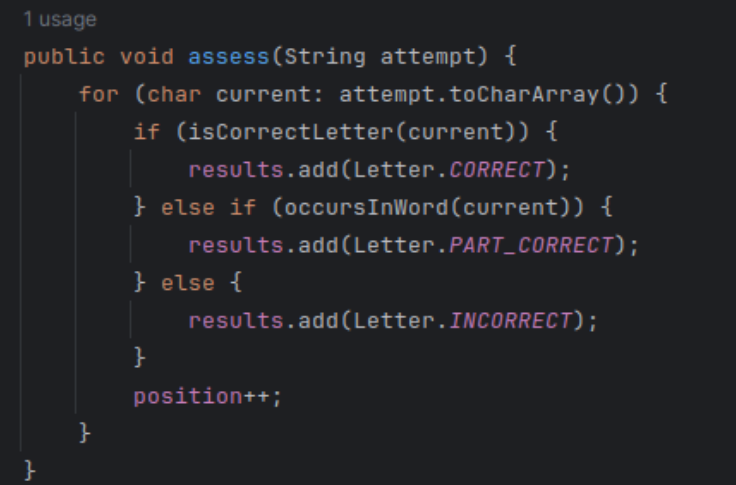 1 usage
public void assess(String attempt) {
    for (char current: attempt.toCharArray()) {
        if (isCorrectLetter(current)) {
            results.add(Letter.CORRECT);
        } else if (occursInWord(current)) {
            results.add(Letter.PART_CORRECT);
        } else {
            results.add(Letter.INCORRECT);
        }
        position++;
    }
}